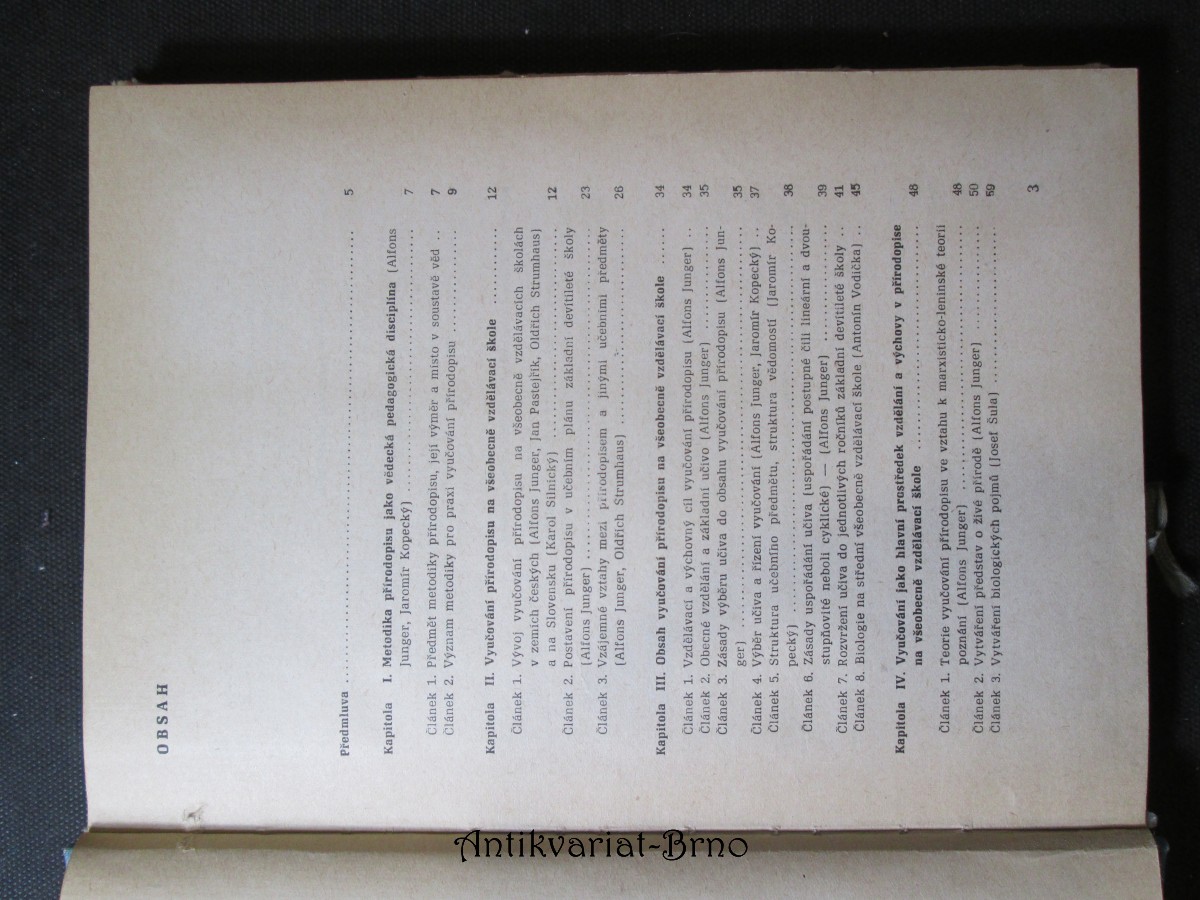 OBSAH
Předmluva . . . . . . . . . . . . . . . . . . . . 5
Kapitola I. Metodika přírodopisu jako vědecká pedagogická disciplína (Alfons
Junger, Jaromír Kopecký) . . . . . . . . . . 7
Článek 1. Předmět metodiky přírodopisu, její výměr a místo v soustavě věd . . 7
Článek 2. Význam metodiky pro praxi vyučování přírodopisu . . . . . . . . . . 9
Kapitola II. Vyučování přírodopisu na všeobecně vzdělávací škole . . . . . . 12
Článek 1. Vývoj vyučování přírodopisu na všeobecně vzdělávacích školách
v zemích českých (Alfons Junger, Jan Pastejřík, Oldřich Strumhaus)
a na Slovensku (Karol Silnický) . . . . . . . . . . 12
Článek 2. Postavení přírodopisu v učebním plánu základní devítileté školy
(Alfons Junger) . . . . . . . . . . 23
Článek 3. Vzájemné vztahy mezi přírodopisem a jinými učebními předměty
(Alfons Junger, Oldřich Strumhaus) . . . . . . . . . . 26
Kapitola III. Obsah vyučování přírodopisu na všeobecně vzdělávací škole . . . . . 34
Článek 1. Vzdělávací a výchovný cíl vyučování přírodopisu (Alfons Junger) . . 34
Článek 2. Obecné vzdělání a základní učivo (Alfons Junger) . . . . . . . . . . 35
Článek 3. Zásady výběru učiva do obsahu vyučování přírodopisu (Alfons Jun-
ger) . . . . . . . . . . 35
Článek 4. Výběr učiva a řízení vyučování (Alfons Junger, Jaromír Kopecký) . . 37
Článek 5. Struktura učebního předmětu, struktura vědomostí (Jaromír Ko-
pecký) . . . . . . . . . . 38
Článek 6. Zásady uspořádání učiva (uspořádání postupné čili lineární a dvou-
stupňovité neboli cyklické) — (Alfons Junger) . . . . . . . . . . 39
Článek 7. Rozvržení učiva do jednotlivých ročníků základní devítileté školy . . 41
Článek 8. Biologie na střední všeobecně vzdělávací škole (Antonín Vodička) . . 45
Kapitola IV. Vyučování jako hlavní prostředek vzdělání a výchovy v přírodopise
na všeobecně vzdělávací škole . . . . . . . . . . 48
Článek 1. Teorie vyučování přírodopisu ve vztahu k marxisticko-leninské teorii
poznání (Alfons Junger) . . . . . . . . . . 48
Článek 2. Vytváření představ o živé přírodě (Alfons Junger) . . . . . . . . . . 50
Článek 3. Vytváření biologických pojmů (Josef Šula) . . . . . . . . . . 59
3
Antikvariat-Brno